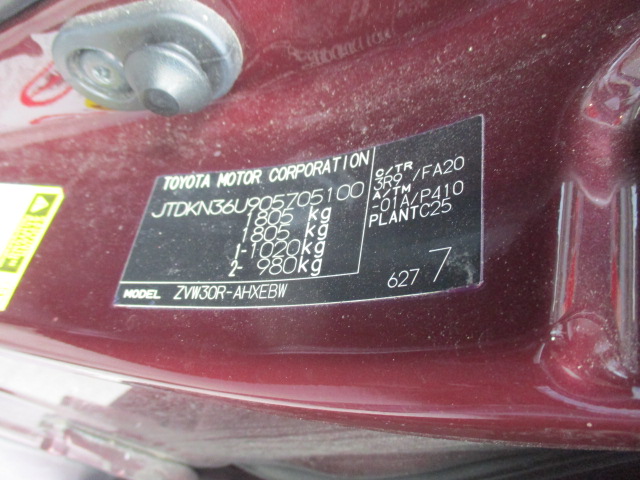 TOYOTA MOTOR CORPORATION
JTDKN36U905705100
1805 kg
1805 kg
1-1020kg
2- 980kg
MODEL ZVW30R-AHXEBW
C/TR
3R9 /FA20
A/TM
-01A/P410
PLANTC25
627 7